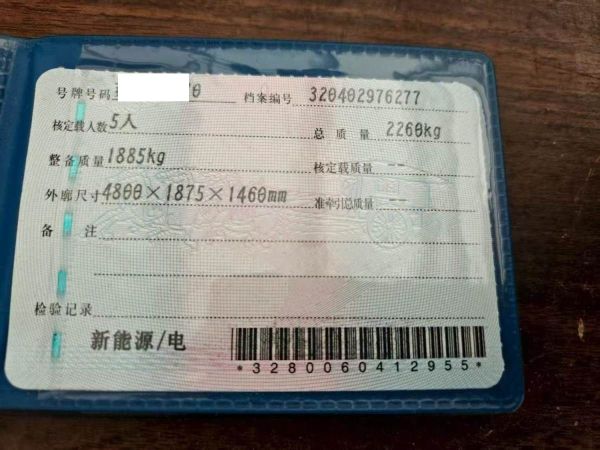 号牌号码 0 档案编号 320402976277
核定载人数 5人 总质量 2260kg
整备质量 1885kg 核定载质量 --
外廓尺寸 4800×1875×1460mm 准牵引总质量 --
备注
检验记录
新能源/电
*3280060412955*